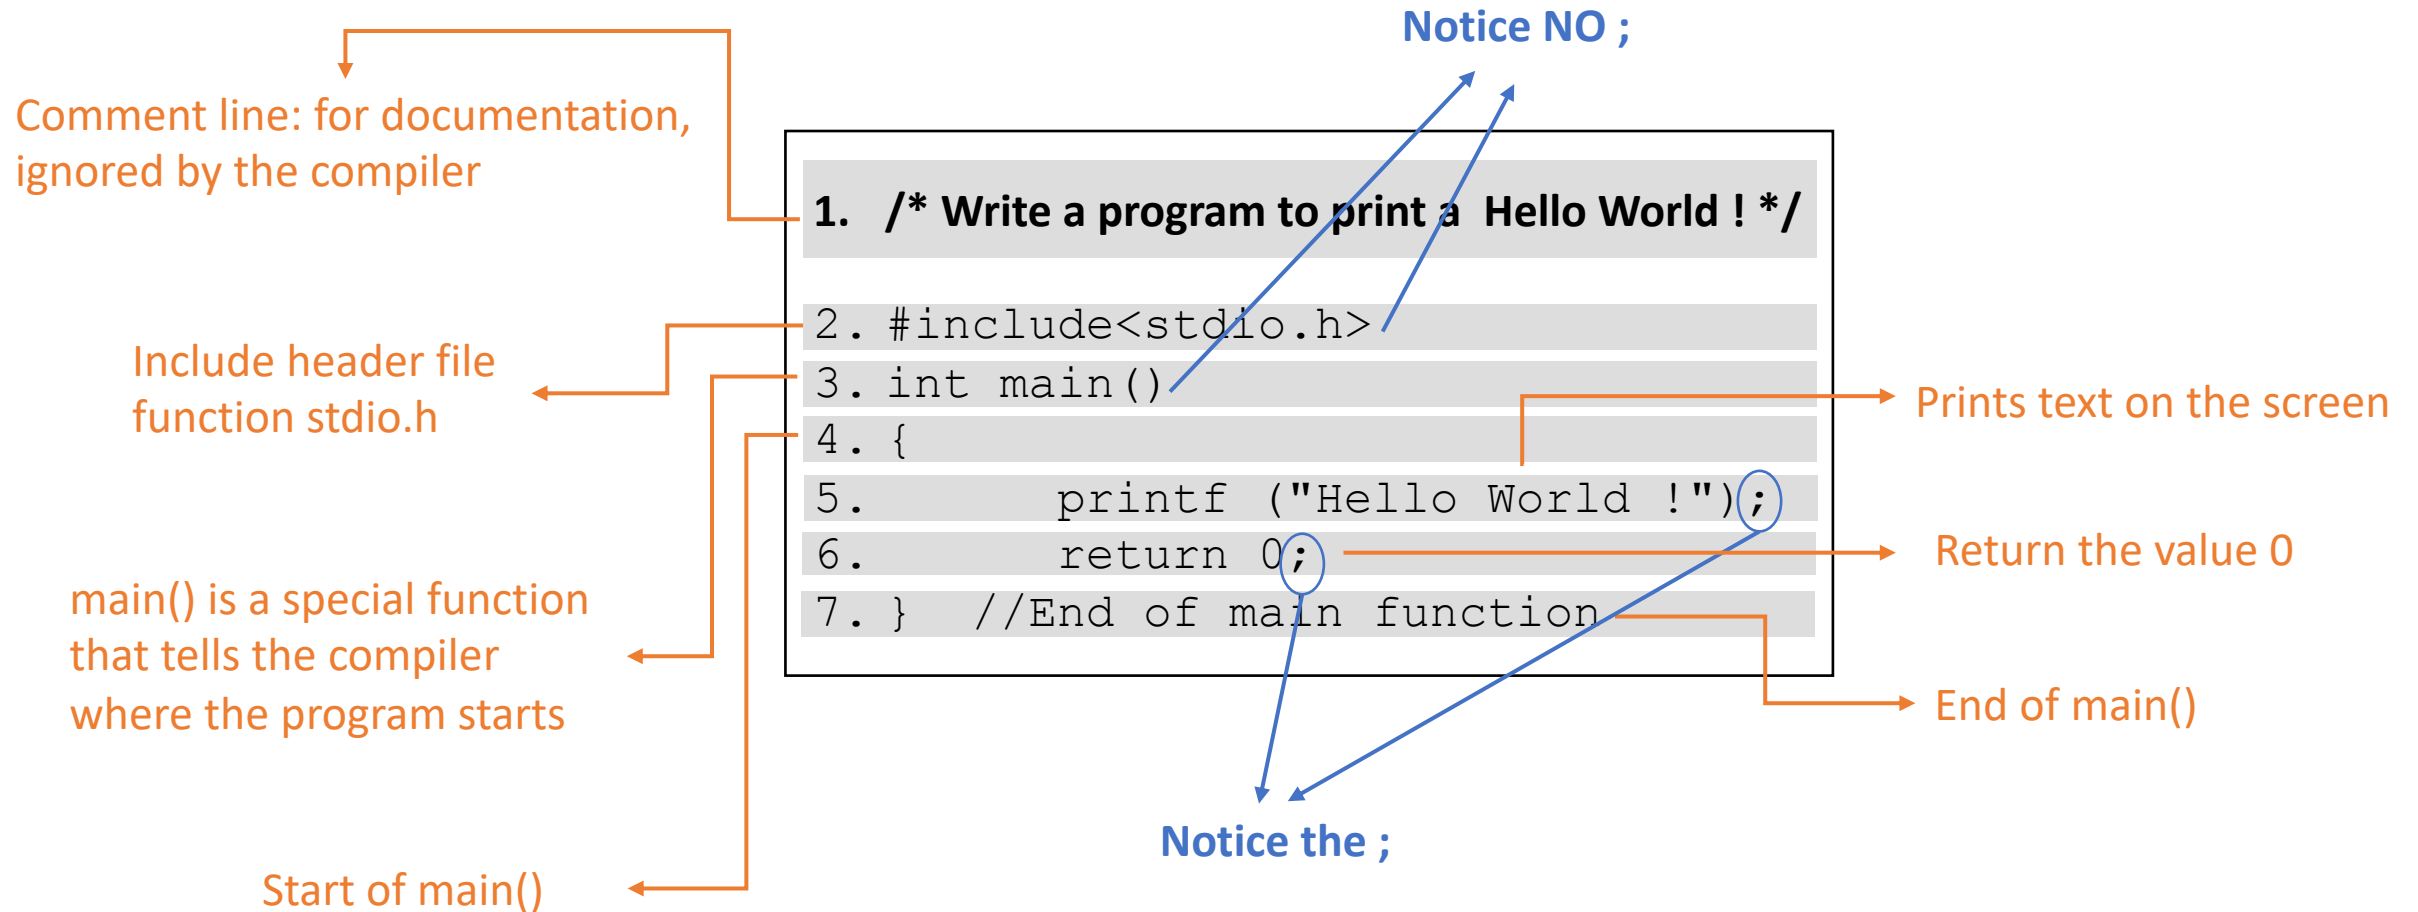 Notice NO ;
Comment line: for documentation,
ignored by the compiler
1. /* Write a program to print a Hello World ! */
2. #include<stdio.h>
Include header file
function stdio.h
3. int main()
Prints text on the screen
4. {
5. printf ("Hello World !");
6. return 0;
Return the value 0
main() is a special function
that tells the compiler
where the program starts
7. } //End of main function
End of main()
Notice the ;
Start of main()